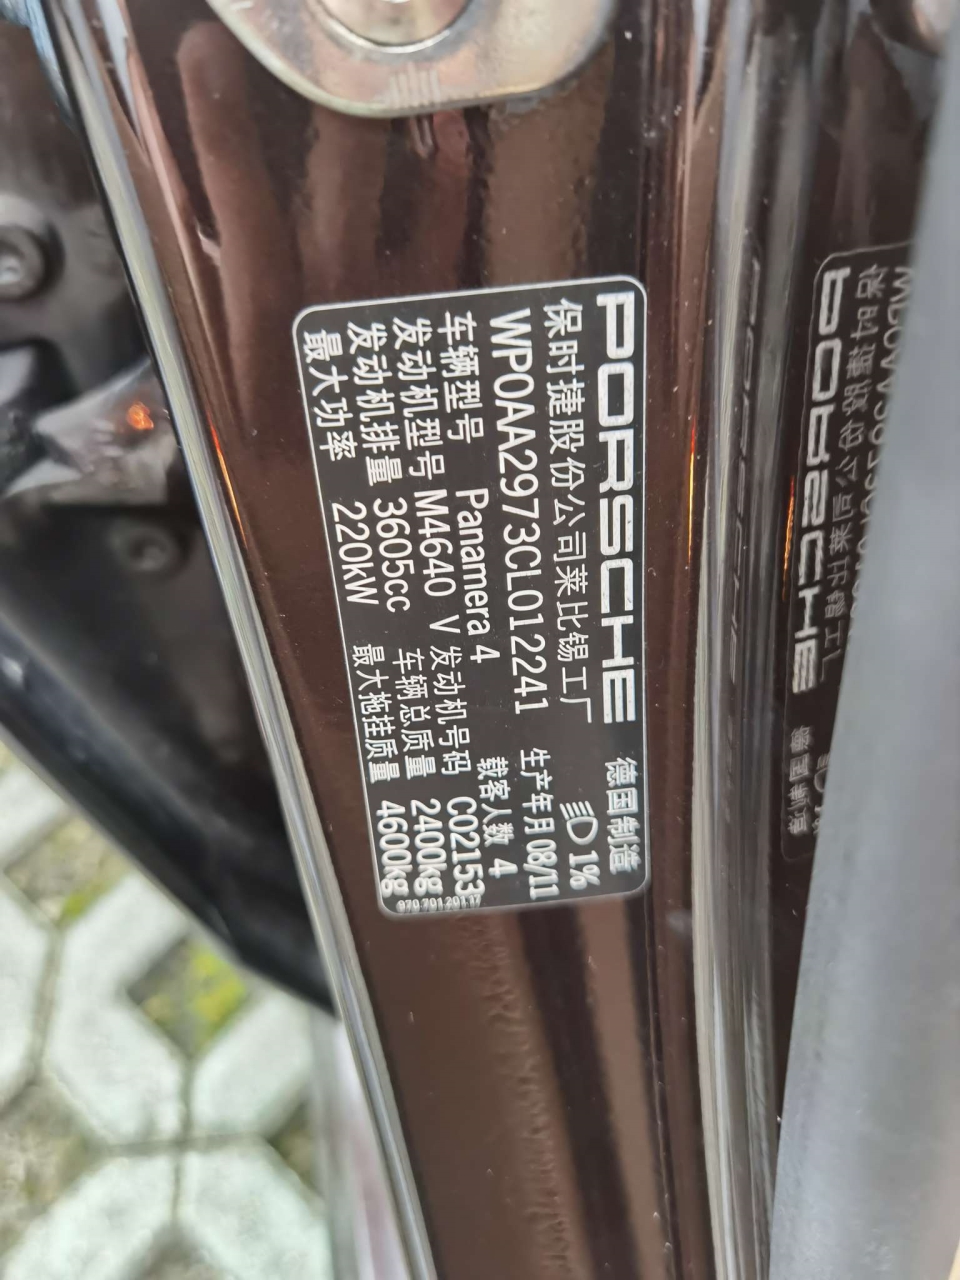 PORSCHE 德国制造
保时捷股份公司莱比锡工厂 1%
WP0AA2973CL012241 生产年月 08/11
载客人数 4
车辆型号 Panamera 4
发动机型号 M4640 V 发动机号码 C02153
发动机排量 3605cc 车辆总质量 2400kg
最大功率 220kW 最大拖挂质量 4600kg